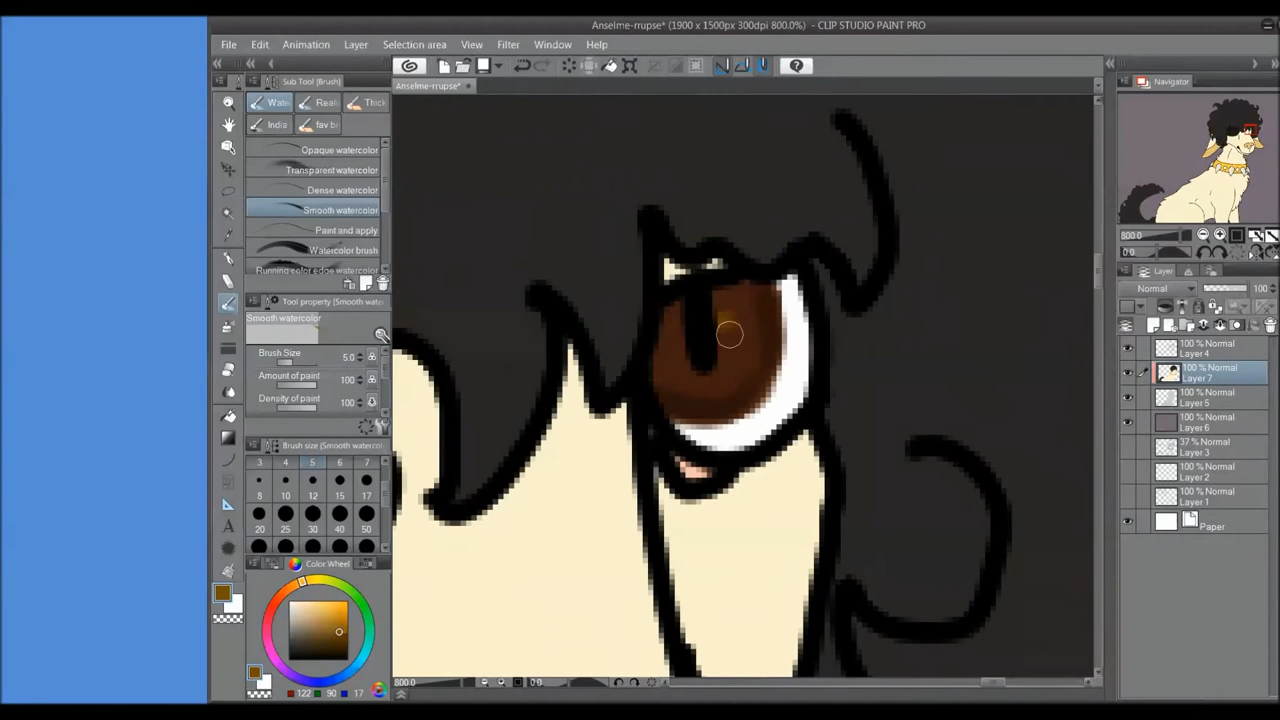 Anselme-rrupse* (1900 x 1500px 300dpi 800.0%) - CLIP STUDIO PAINT PRO
File Edit Animation Layer Selection area View Filter Window Help
Sub Tool [Brush]
Anselme-rrupse*
Navigator
Wate Real Thick
India fav br
Opaque watercolor
Transparent watercolor
Dense watercolor
Smooth watercolor
Paint and apply
Watercolor brush
Running color edge watercolor
Tool property [Smooth wate
Smooth watercolor
Brush Size 5.0
Amount of paint 100
Density of paint 100
Brush size [Smooth wate
3 4 5 6 7
8 10 12 15 17
20 25 30 40 50
Color Wheel
122 90 17
800.0 0.0
800.0
0.0
Layer
Normal 100
100 % Normal
Layer 4
100 % Normal
Layer 7
100 % Normal
Layer 5
100 % Normal
Layer 6
37 % Normal
Layer 3
100 % Normal
Layer 2
100 % Normal
Layer 1
Paper